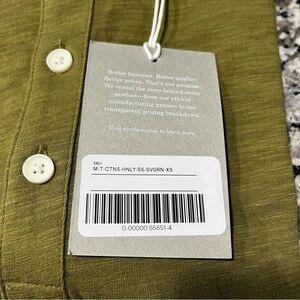 Better factories. Better quality.
Better prices. That's our promise.
We reveal the story behind every
product—from our ethical
manufacturing process to our
transparent pricing breakdown.
Visit everlane.com to learn more.
SKU
M-T-CTNS-HNLY-SS-SVGRN-XS
0-00000-55651-4